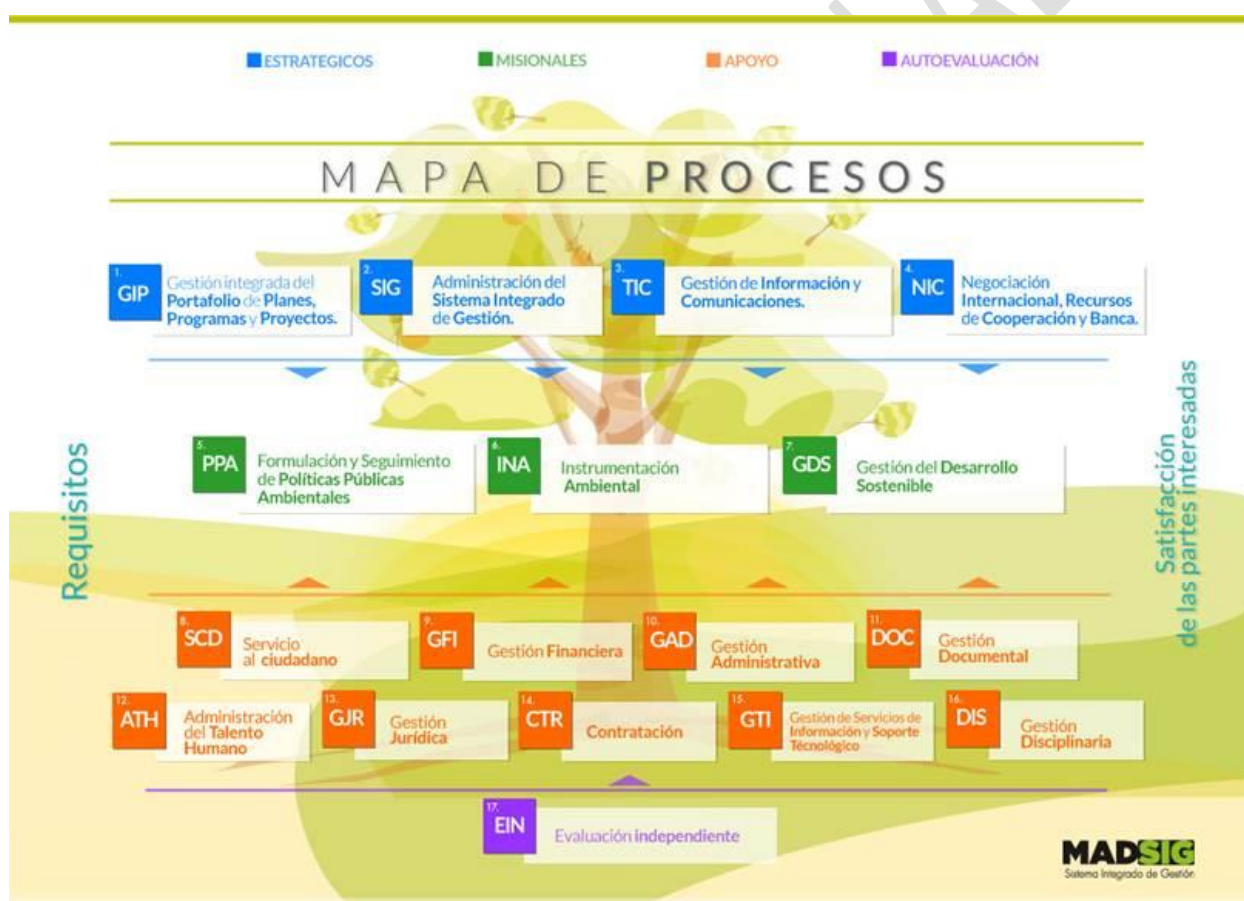 ESTRATEGICOS
MISIONALES
APOYO
AUTOEVALUACIÓN
MAPA DE PROCESOS
1.
GIP
Gestión integrada del
Portafolio de Planes,
Programas y Proyectos.
2.
SIG
Administración del
Sistema Integrado
de Gestión.
3.
TIC
Gestión de Información y
Comunicaciones.
4.
NIC
Negociación
Internacional, Recursos
de Cooperación y Banca.
Requisitos
5.
PPA
Formulación y Seguimiento
de Políticas Públicas
Ambientales
6.
INA
Instrumentación
Ambiental
7.
GDS
Gestión del Desarrollo
Sostenible
Satisfacción
de las partes interesadas
8.
SCD
Servicio
al ciudadano
9.
GFI
Gestión Financiera
10.
GAD
Gestión
Administrativa
11.
DOC
Gestión
Documental
12.
ATH
Administración
del Talento
Humano
13.
GJR
Gestión
Jurídica
14.
CTR
Contratación
15.
GTI
Gestión de Servicios de
Información y Soporte
Técnológico
16.
DIS
Gestión
Disciplinaria
17.
EIN
Evaluación independiente
MADSIG
Sistema Integrado de Gestión